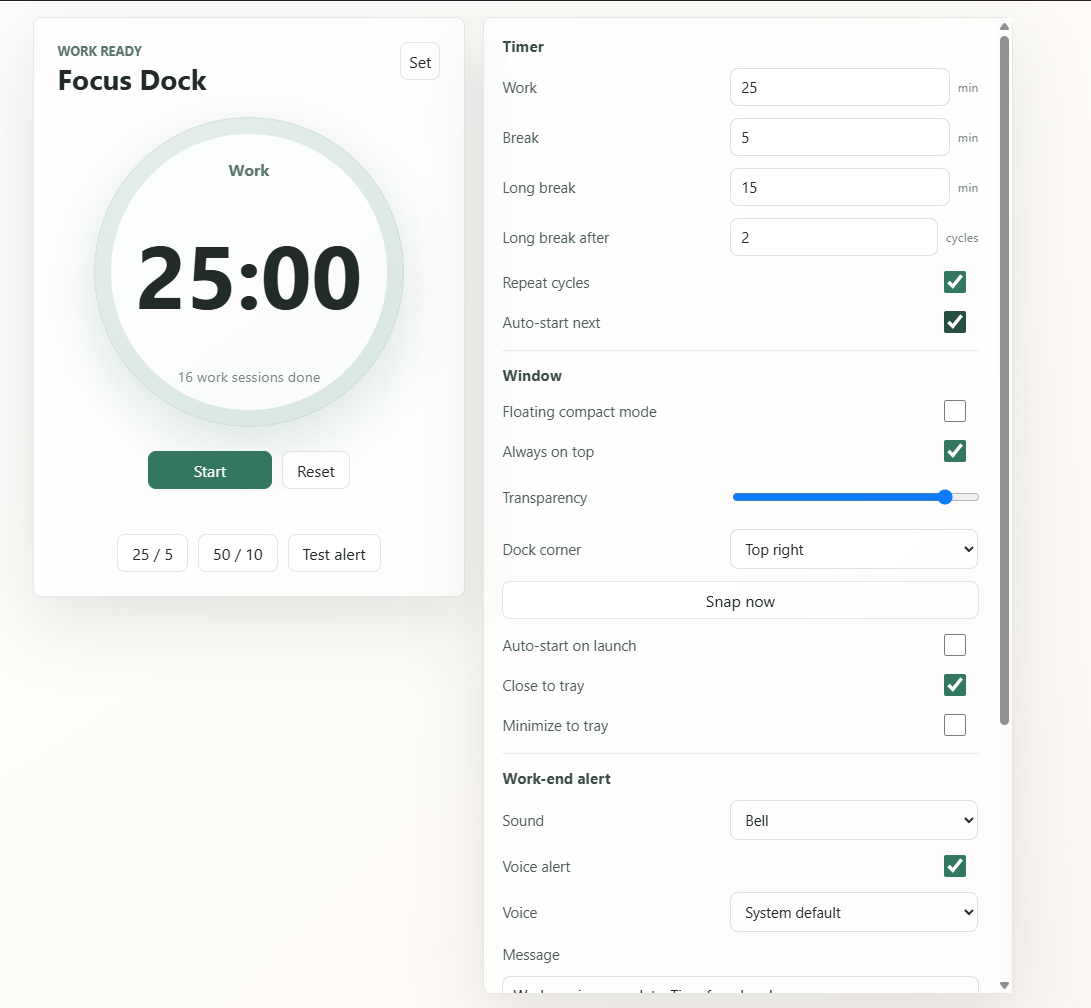 WORK READY
Focus Dock
Set
Work
25:00
16 work sessions done
Start
Reset
25 / 5
50 / 10
Test alert
Timer
Work
25
min
Break
5
min
Long break
15
min
Long break after
2
cycles
Repeat cycles
Auto-start next
Window
Floating compact mode
Always on top
Transparency
Dock corner
Top right
Snap now
Auto-start on launch
Close to tray
Minimize to tray
Work-end alert
Sound
Bell
Voice alert
Voice
System default
Message